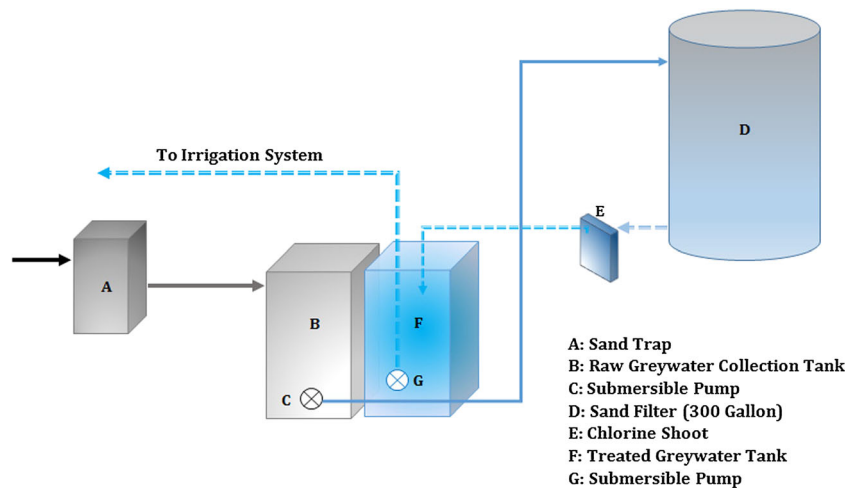 To Irrigation System
A
B
C
D
E
F
G
A: Sand Trap
B: Raw Greywater Collection Tank
C: Submersible Pump
D: Sand Filter (300 Gallon)
E: Chlorine Shoot
F: Treated Greywater Tank
G: Submersible Pump